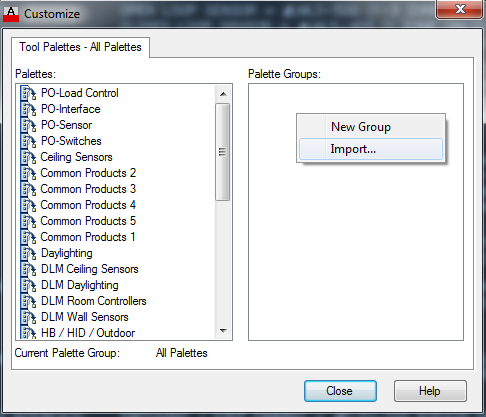 Customize
Tool Palettes - All Palettes
Palettes:
PO-Load Control
PO-Interface
PO-Sensor
PO-Switches
Ceiling Sensors
Common Products 2
Common Products 3
Common Products 4
Common Products 5
Common Products 1
Daylighting
DLM Ceiling Sensors
DLM Daylighting
DLM Room Controllers
DLM Wall Sensors
HB / HID / Outdoor
Palette Groups:
New Group
Import...
Current Palette Group: All Palettes
Close
Help